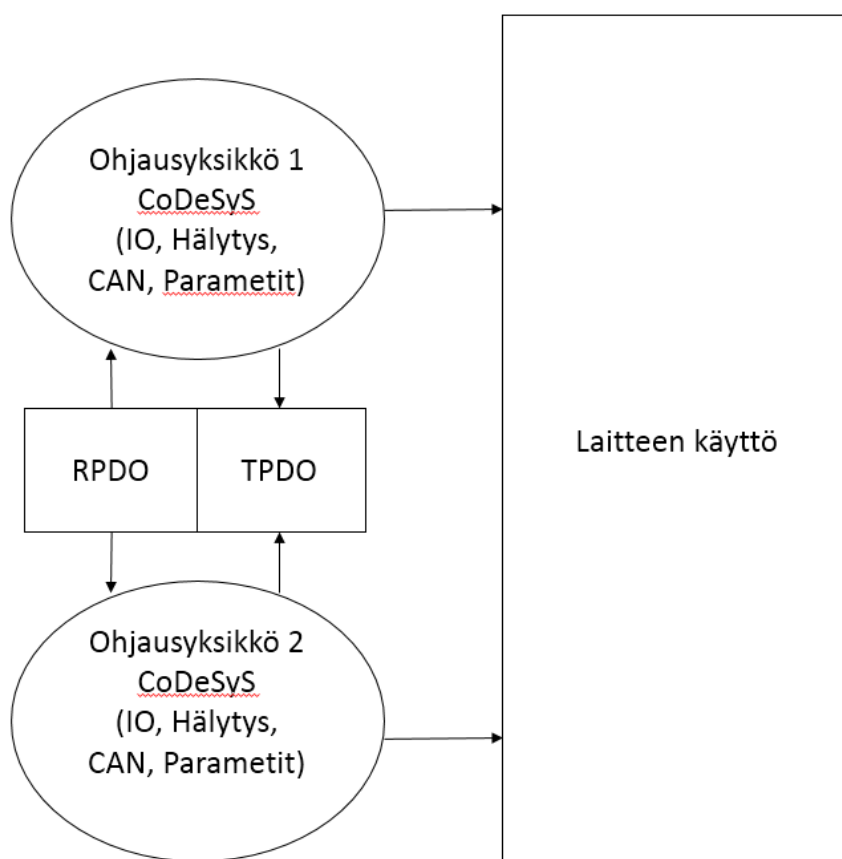 Ohjausyksikkö 1
CoDeSyS
(IO, Hälytys,
CAN, Parametit)
RPDO
TPDO
Laitteen käyttö
Ohjausyksikkö 2
CoDeSyS
(IO, Hälytys,
CAN, Parametit)